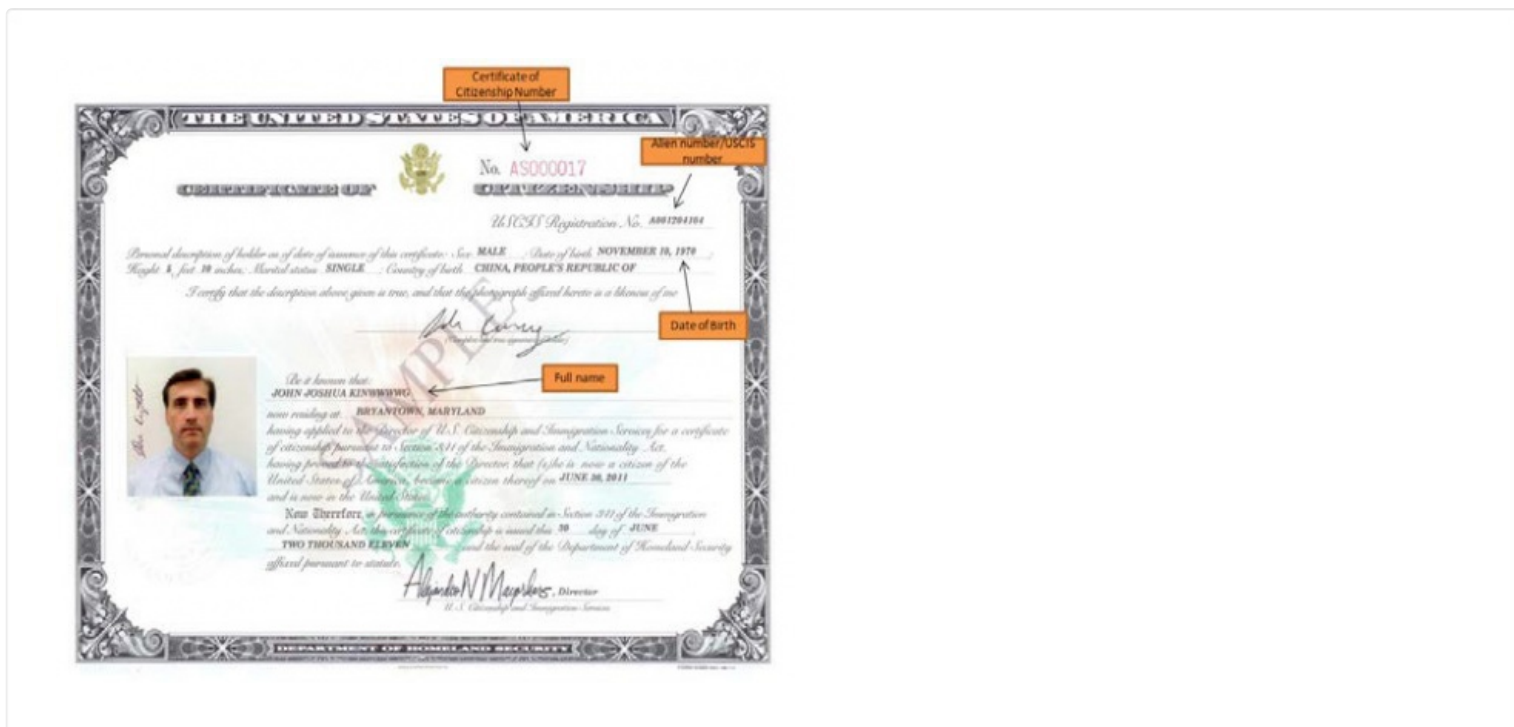 Certificate of
Citizenship Number
THE UNITED STATES OF AMERICA
Alien number/USCIS
number
No. AS000017
CERTIFICATE OF CITIZENSHIP
USCIS Registration No. A001204104
Personal description of holder as of date of issuance of this certificate: Sex MALE ; Date of birth NOVEMBER 10, 1970 ;
Height 5 feet 10 inches; Marital status SINGLE ; Country of birth CHINA, PEOPLE'S REPUBLIC OF
I certify that the description above given is true, and that the photograph affixed hereto is a likeness of me
Date of Birth
(Complete and true signature of holder)
SAMPLE
Be it known that:
Full name
JOHN JOSHUA KINWWWWG
now residing at BRYANTOWN, MARYLAND
having applied to the Director of U.S. Citizenship and Immigration Services for a certificate
of citizenship pursuant to Section 341 of the Immigration and Nationality Act,
having proved to the satisfaction of the Director, that (s)he is now a citizen of the
United States of America, became a citizen thereof on JUNE 30, 2011
and is now in the United States.
Now Therefore, in pursuance of the authority contained in Section 341 of the Immigration
and Nationality Act, this certificate of citizenship is issued this 30 day of JUNE ,
TWO THOUSAND ELEVEN and the seal of the Department of Homeland Security
affixed pursuant to statute.
Alejandro N Mayorkas, Director
U.S. Citizenship and Immigration Services
DEPARTMENT OF HOMELAND SECURITY